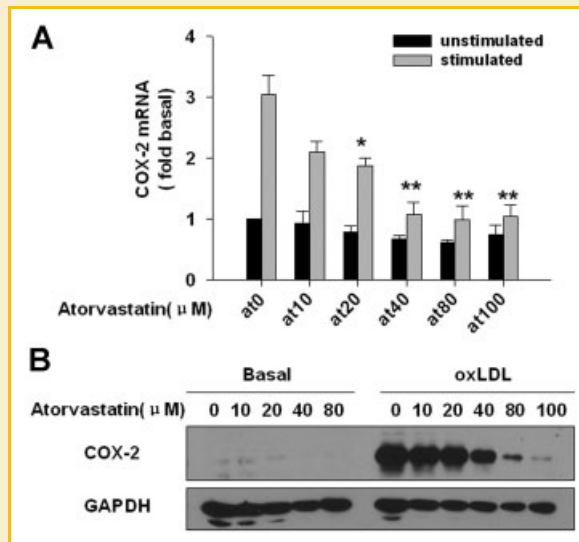 A
unstimulated
stimulated
COX-2 mRNA
( fold basal)
4
3
2
1
0
*
**
**
**
Atorvastatin( μ M)
at0 at10 at20 at40 at80 at100
B
Basal oxLDL
Atorvastatin( μ M) 0 10 20 40 80 0 10 20 40 80 100
COX-2
GAPDH